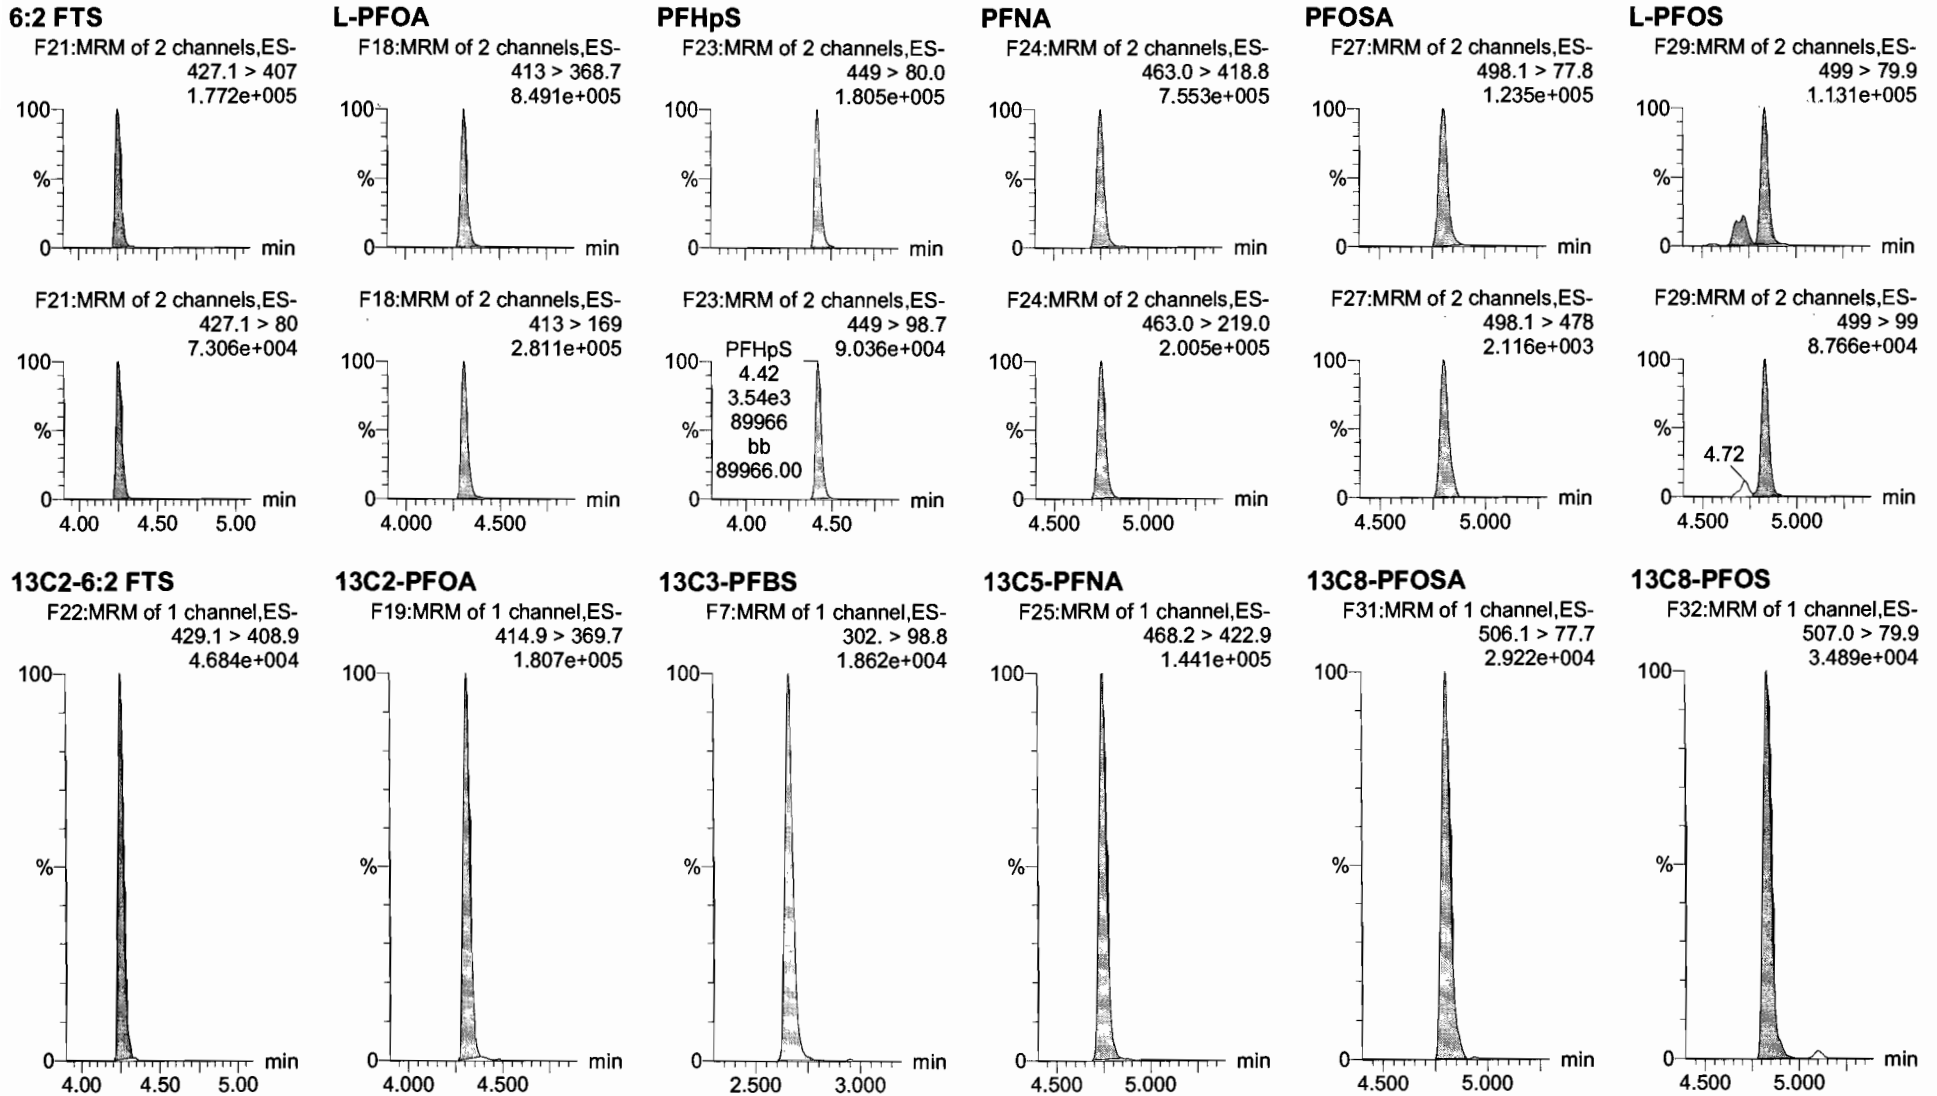 6:2 FTS
F21:MRM of 2 channels,ES-
427.1 > 407
1.772e+005
100
%
0
min
F21:MRM of 2 channels,ES-
427.1 > 80
7.306e+004
100
%
0
min
4.00 4.50 5.00
L-PFOA
F18:MRM of 2 channels,ES-
413 > 368.7
8.491e+005
100
%
0
min
F18:MRM of 2 channels,ES-
413 > 169
2.811e+005
100
%
0
min
4.000 4.500
PFHpS
F23:MRM of 2 channels,ES-
449 > 80.0
1.805e+005
100
%
0
min
F23:MRM of 2 channels,ES-
449 > 98.7
9.036e+004
PFHpS
4.42
3.54e3
89966
bb
89966.00
100
%
0
min
4.00 4.50
PFNA
F24:MRM of 2 channels,ES-
463.0 > 418.8
7.553e+005
100
%
0
min
F24:MRM of 2 channels,ES-
463.0 > 219.0
2.005e+005
100
%
0
min
4.500 5.000
PFOSA
F27:MRM of 2 channels,ES-
498.1 > 77.8
1.235e+005
100
%
0
min
F27:MRM of 2 channels,ES-
498.1 > 478
2.116e+003
100
%
0
min
4.500 5.000
L-PFOS
F29:MRM of 2 channels,ES-
499 > 79.9
1.131e+005
100
%
0
min
F29:MRM of 2 channels,ES-
499 > 99
8.766e+004
100
%
4.72
0
min
4.500 5.000
13C2-6:2 FTS
F22:MRM of 1 channel,ES-
429.1 > 408.9
4.684e+004
100
%
0
min
4.00 4.50 5.00
13C2-PFOA
F19:MRM of 1 channel,ES-
414.9 > 369.7
1.807e+005
100
%
0
min
4.000 4.500
13C3-PFBS
F7:MRM of 1 channel,ES-
302. > 98.8
1.862e+004
100
%
0
min
2.500 3.000
13C5-PFNA
F25:MRM of 1 channel,ES-
468.2 > 422.9
1.441e+005
100
%
0
min
4.500 5.000
13C8-PFOSA
F31:MRM of 1 channel,ES-
506.1 > 77.7
2.922e+004
100
%
0
min
4.500 5.000
13C8-PFOS
F32:MRM of 1 channel,ES-
507.0 > 79.9
3.489e+004
100
%
0
min
4.500 5.000